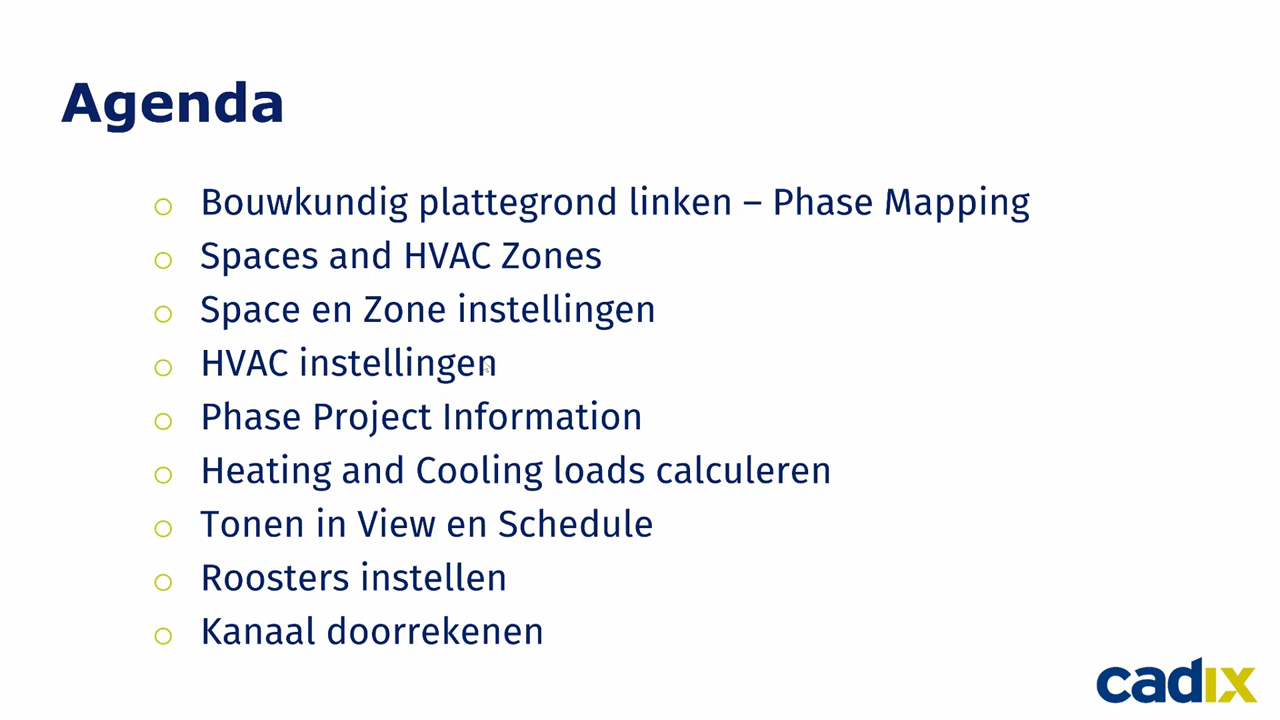 Agenda
Bouwkundig plattegrond linken – Phase Mapping
Spaces and HVAC Zones
Space en Zone instellingen
HVAC instellingen
Phase Project Information
Heating and Cooling loads calculeren
Tonen in View en Schedule
Roosters instellen
Kanaal doorrekenen
cadix